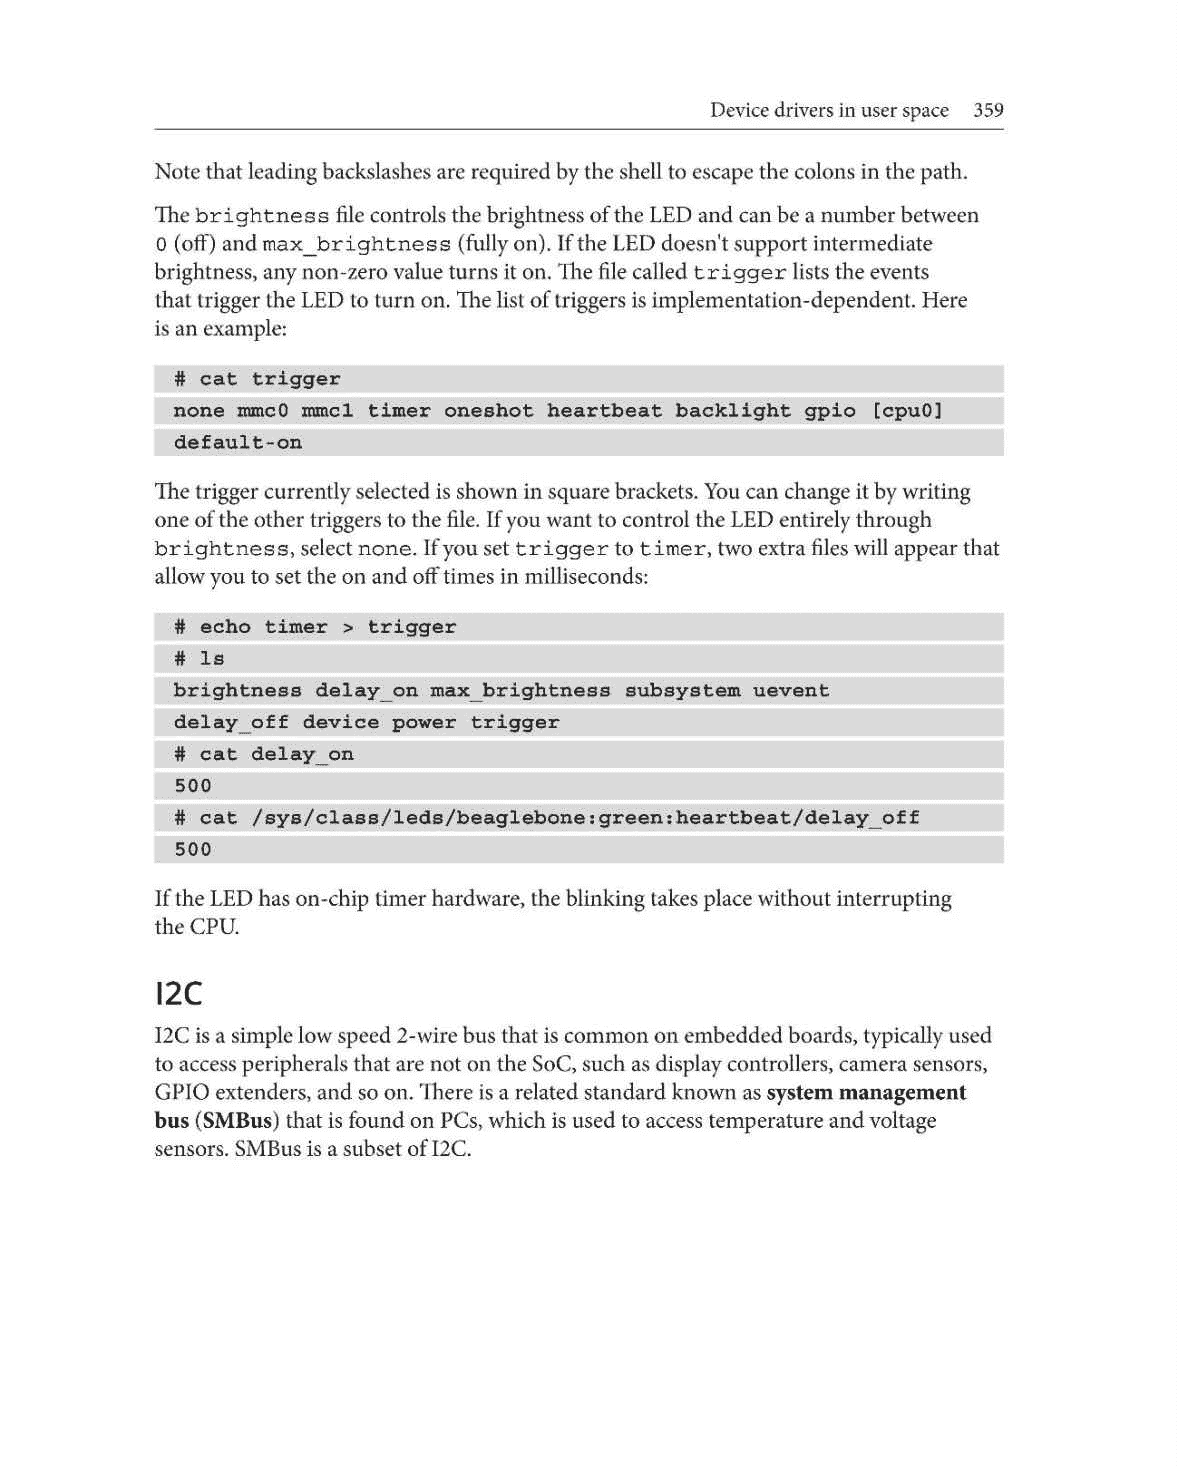 Device drivers in user space 359
Note that leading backslashes are required by the shell to escape the colons in the path.
The brightness file controls the brightness of the LED and can be a number between
0 (off) and max_brightness (fully on). If the LED doesn't support intermediate
brightness, any non-zero value turns it on. The file called trigger lists the events
that trigger the LED to turn on. The list of triggers is implementation-dependent. Here
is an example:
# cat trigger
none mmc0 mmc1 timer oneshot heartbeat backlight gpio [cpu0]
default-on
The trigger currently selected is shown in square brackets. You can change it by writing
one of the other triggers to the file. If you want to control the LED entirely through
brightness, select none. If you set trigger to timer, two extra files will appear that
allow you to set the on and off times in milliseconds:
# echo timer > trigger
# ls
brightness delay_on max_brightness subsystem uevent
delay_off device power trigger
# cat delay_on
500
# cat /sys/class/leds/beaglebone:green:heartbeat/delay_off
500
If the LED has on-chip timer hardware, the blinking takes place without interrupting
the CPU.
I2C
I2C is a simple low speed 2-wire bus that is common on embedded boards, typically used
to access peripherals that are not on the SoC, such as display controllers, camera sensors,
GPIO extenders, and so on. There is a related standard known as system management
bus (SMBus) that is found on PCs, which is used to access temperature and voltage
sensors. SMBus is a subset of I2C.